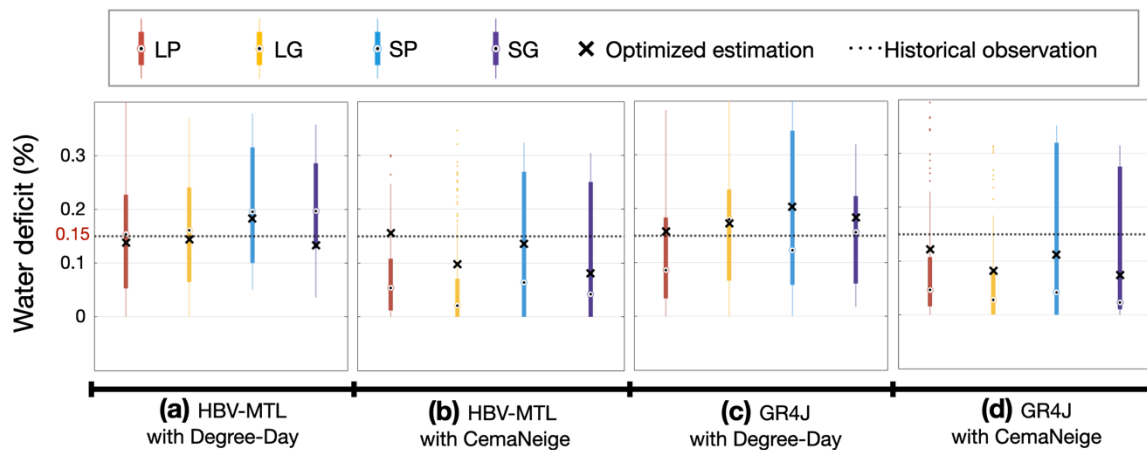 LP LG SP SG Optimized estimation Historical observation
Water deficit (%)
0.3
0.2
0.15
0.1
0
(a) HBV-MTL
with Degree-Day
(b) HBV-MTL
with CemaNeige
(c) GR4J
with Degree-Day
(d) GR4J
with CemaNeige